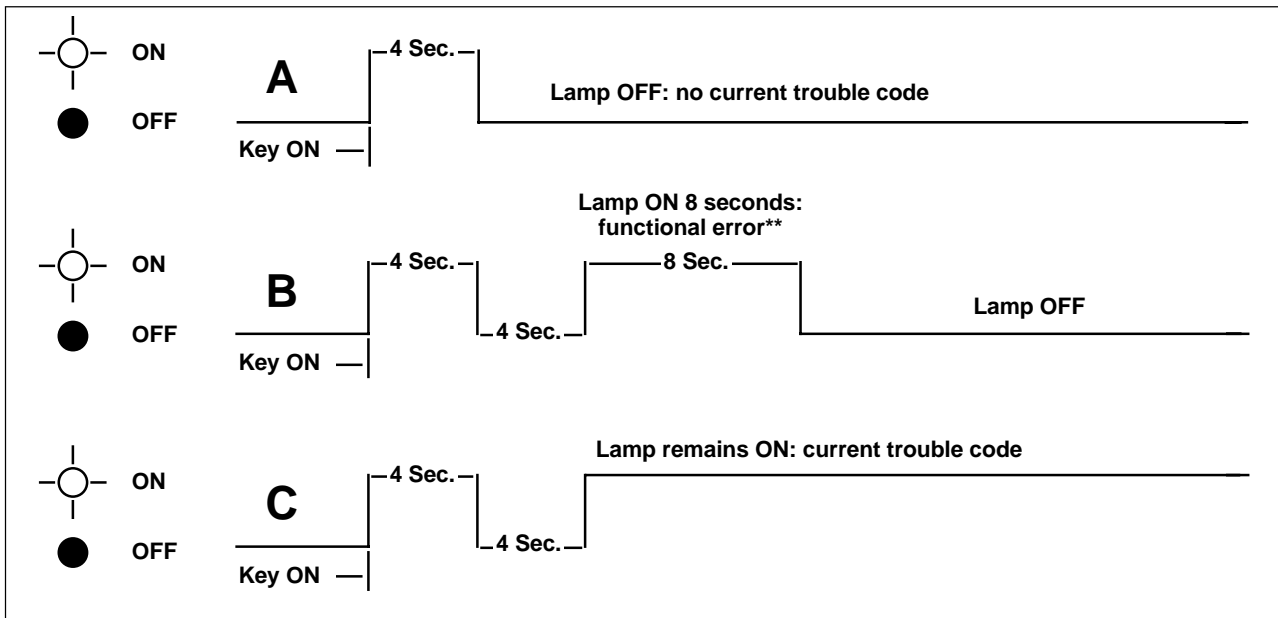 ON
4 Sec.
A
Lamp OFF: no current trouble code
OFF
Key ON
Lamp ON 8 seconds:
functional error**
ON
4 Sec.
8 Sec.
B
Lamp OFF
OFF
4 Sec.
Key ON
Lamp remains ON: current trouble code
ON
4 Sec.
C
OFF
4 Sec.
Key ON